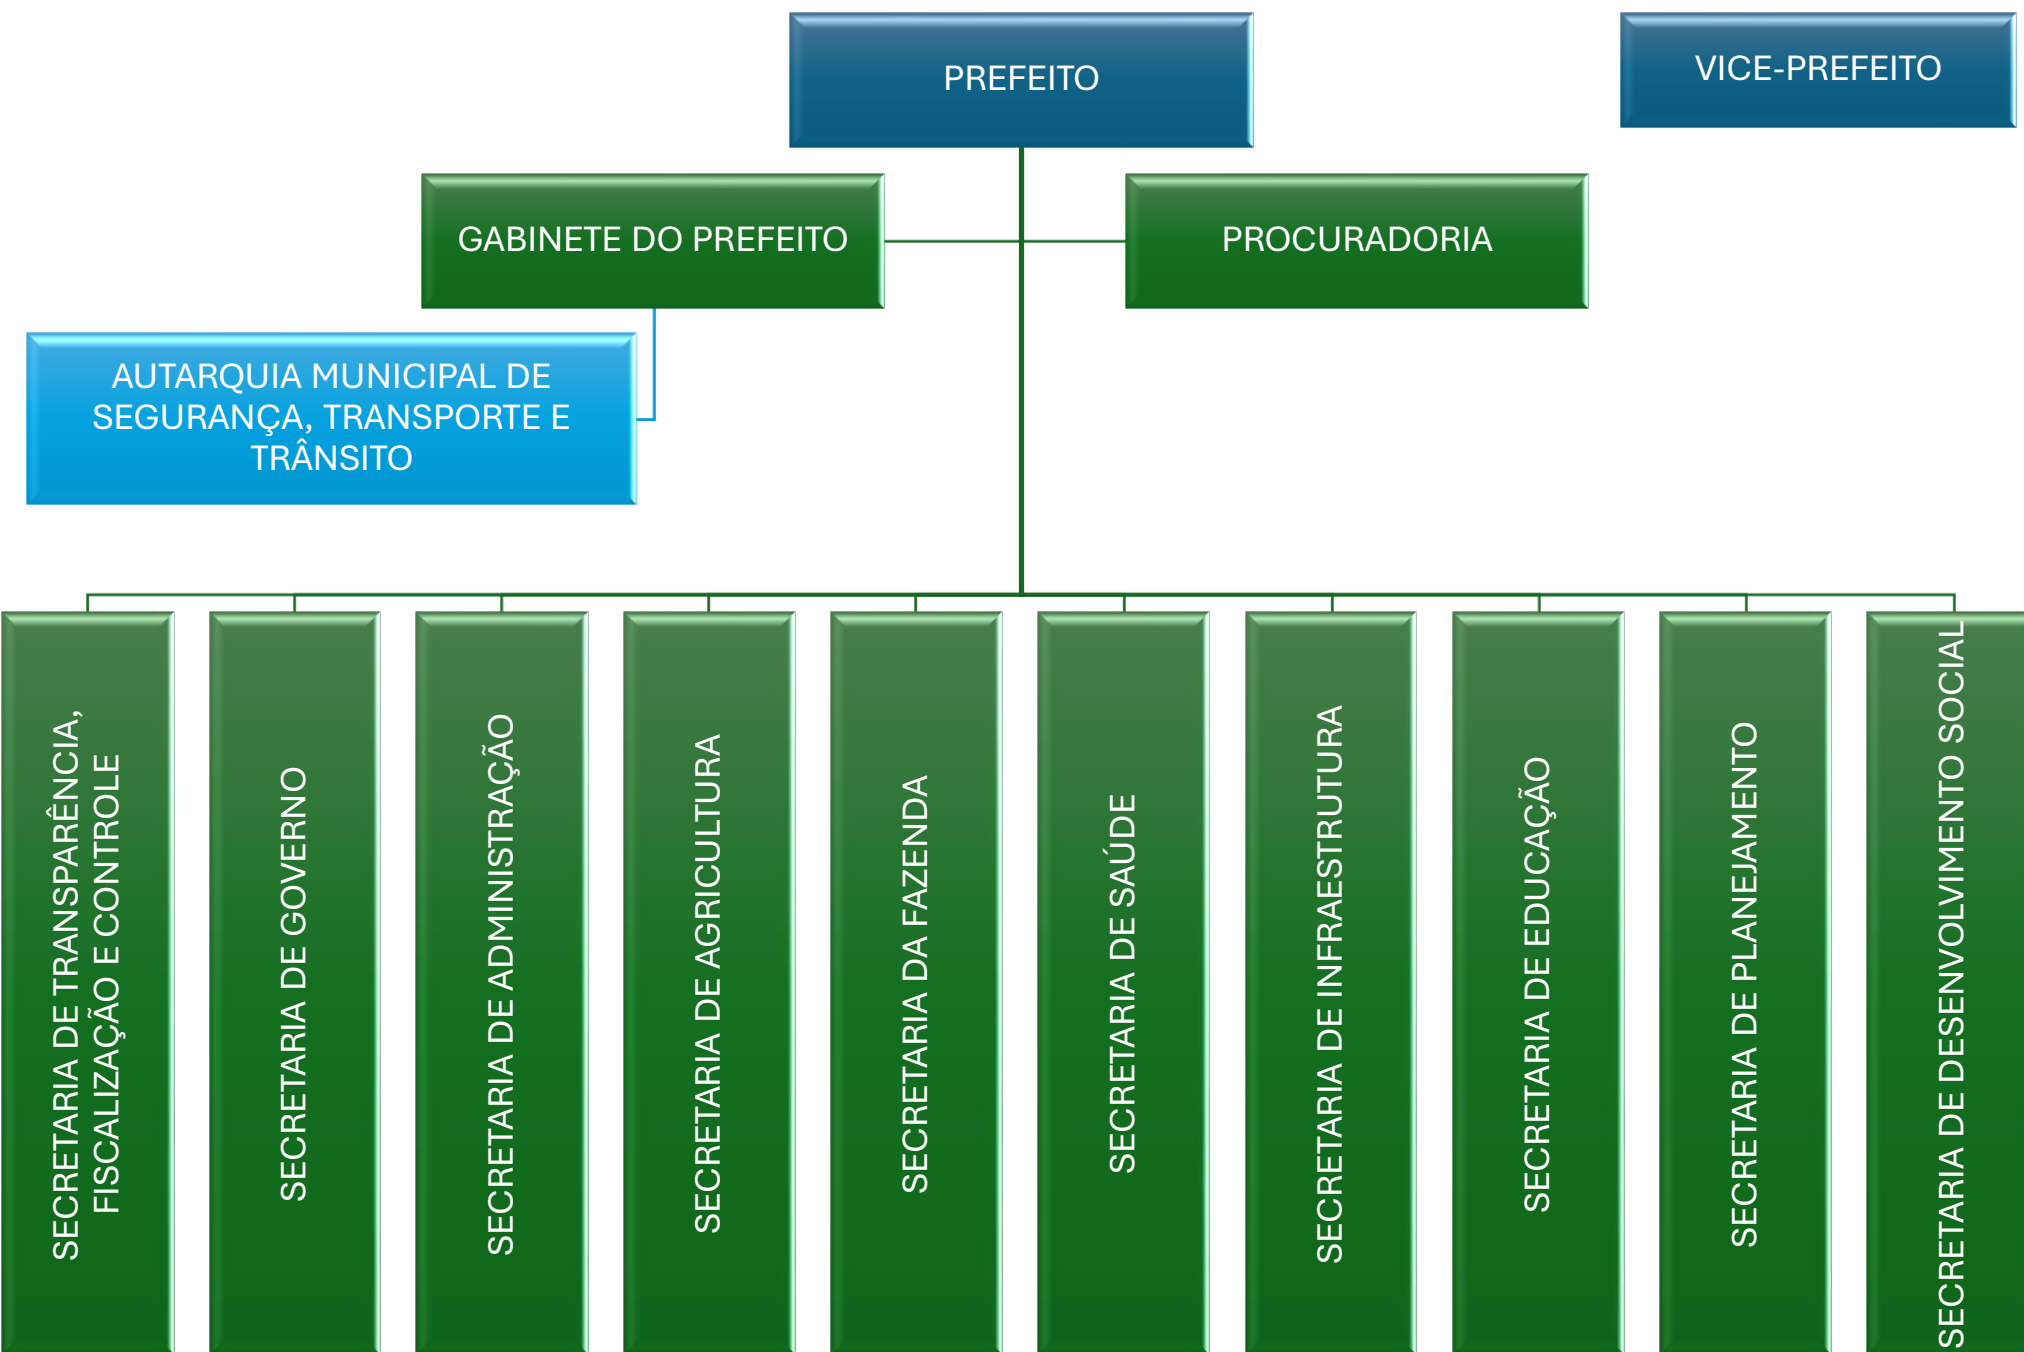 PREFEITO
VICE-PREFEITO
GABINETE DO PREFEITO
PROCURADORIA
AUTARQUIA MUNICIPAL DE
SEGURANÇA, TRANSPORTE E
TRÂNSITO
SECRETARIA DE TRANSPARÊNCIA,
FISCALIZAÇÃO E CONTROLE
SECRETARIA DE GOVERNO
SECRETARIA DE ADMINISTRAÇÃO
SECRETARIA DE AGRICULTURA
SECRETARIA DA FAZENDA
SECRETARIA DE SAÚDE
SECRETARIA DE INFRAESTRUTURA
SECRETARIA DE EDUCAÇÃO
SECRETARIA DE PLANEJAMENTO
SECRETARIA DE DESENVOLVIMENTO SOCIAL